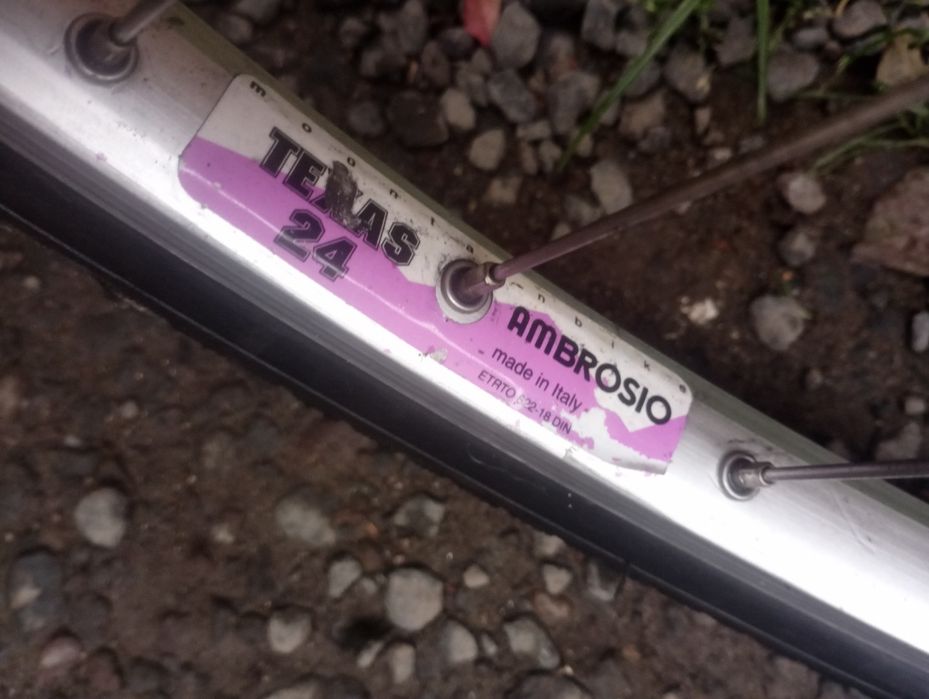 mountainbike
TEXAS
24
AMBROSIO
made in Italy
ETRTO 622-18 DIN